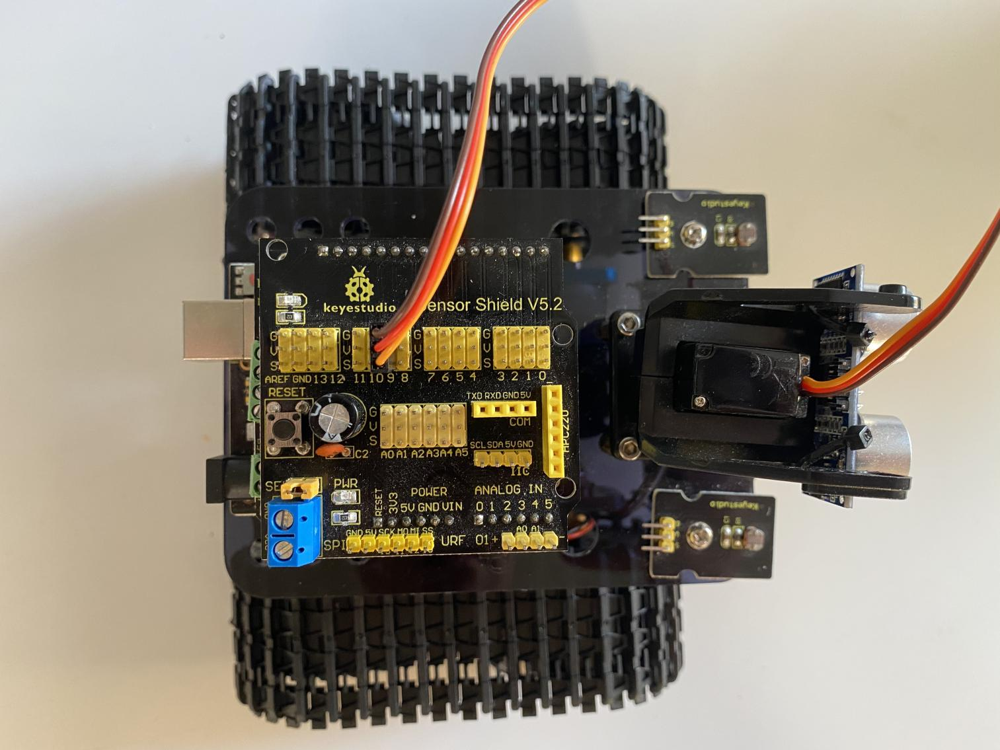 Keyestudio
keyestudio
ensor Shield V5.2
G G G G
V V V V
S S S S
AREF GND 13 12 11 10 9 8 7 6 5 4 3 2 1 0
RESET
TXD RXD GND 5V
COM
G
V
S
A0 A1 A2 A3 A4 A5
C2
SCL SDA 5V GND
IIC
APC220
SE
PWR
RESET
3V3
POWER
5V GND VIN
ANALOG IN
0 1 2 3 4 5
GND 5V SCK MO MI SS
SPI
URF 01+
A0 A1
-
Keyestudio